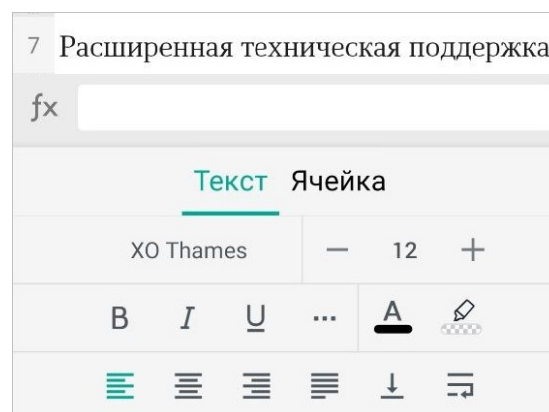 7 Расширенная техническая поддержка
fx
Текст Ячейка
XO Thames — 12 +
B I U ... A